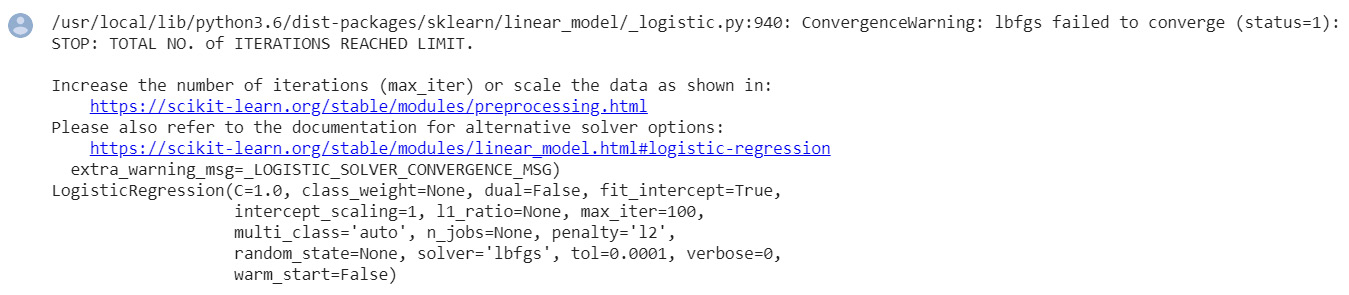 /usr/local/lib/python3.6/dist-packages/sklearn/linear_model/_logistic.py:940: ConvergenceWarning: lbfgs failed to converge (status=1):
STOP: TOTAL NO. of ITERATIONS REACHED LIMIT.

Increase the number of iterations (max_iter) or scale the data as shown in:
    https://scikit-learn.org/stable/modules/preprocessing.html
Please also refer to the documentation for alternative solver options:
    https://scikit-learn.org/stable/modules/linear_model.html#logistic-regression
  extra_warning_msg=_LOGISTIC_SOLVER_CONVERGENCE_MSG)
LogisticRegression(C=1.0, class_weight=None, dual=False, fit_intercept=True,
                   intercept_scaling=1, l1_ratio=None, max_iter=100,
                   multi_class='auto', n_jobs=None, penalty='l2',
                   random_state=None, solver='lbfgs', tol=0.0001, verbose=0,
                   warm_start=False)